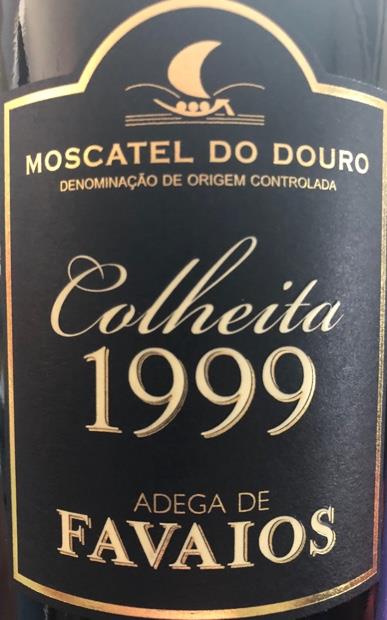 MOSCATEL DO DOURO
DENOMINAÇÃO DE ORIGEM CONTROLADA
Colheita
1999
ADEGA DE
FAVAIOS